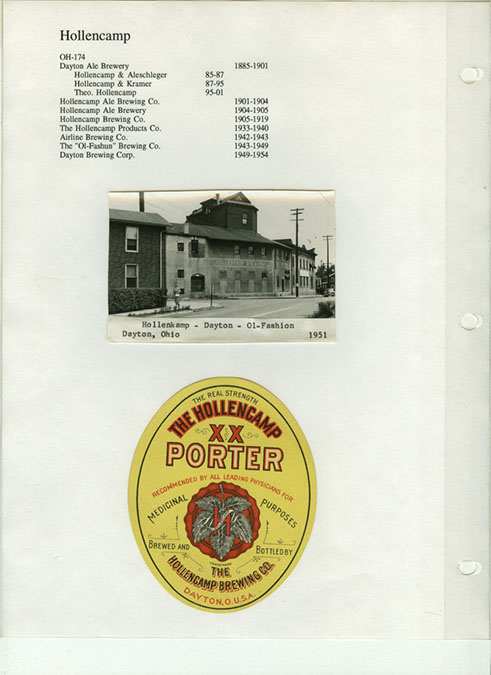 Hollencamp
OH-174
Dayton Ale Brewery 1885-1901
Hollencamp & Aleschleger 85-87
Hollencamp & Kramer 87-95
Theo. Hollencamp 95-01
Hollencamp Ale Brewing Co. 1901-1904
Hollencamp Ale Brewery 1904-1905
Hollencamp Brewing Co. 1905-1919
The Hollencamp Products Co. 1933-1940
Airline Brewing Co. 1942-1943
The "Ol-Fashun" Brewing Co. 1943-1949
Dayton Brewing Corp. 1949-1954
Hollenkamp - Dayton - Ol-Fashion
Dayton, Ohio 1951
THE REAL STRENGTH
THE HOLLENCAMP
XX
PORTER
RECOMMENDED BY ALL LEADING PHYSICIANS FOR
MEDICINAL PURPOSES
H
BREWED AND BOTTLED BY
TRADE MARK
THE
HOLLENCAMP BREWING CO.
DAYTON, O. U.S.A.